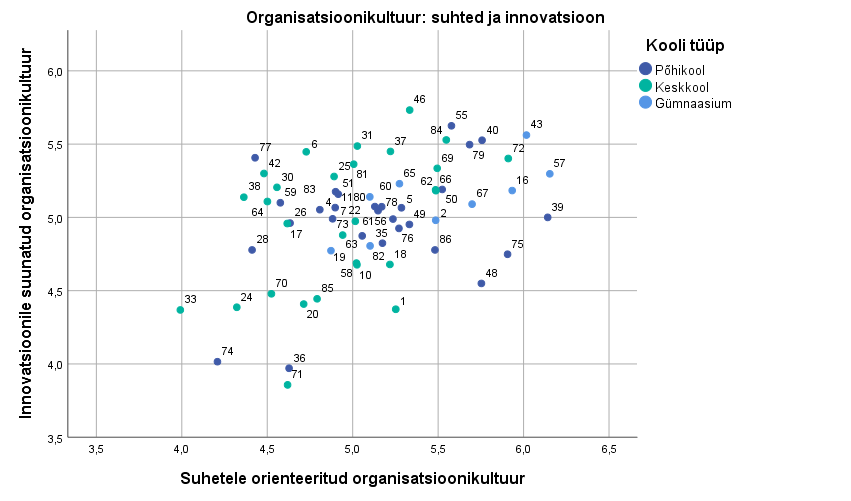 Organisatsioonikultuur: suhted ja innovatsioon
Kooli tüüp
Põhikool
Keskkool
Gümnaasium
Innovatsioonile suunatud organisatsioonikultuur
6,0
5,5
5,0
4,5
4,0
3,5
46
55
84 40 43
77 6 31 37 79 72
42 25 81 69 57
38 30 83 51 65 62 66
59 1180 60 50 67 16
64 26 4 7 22 78 5 49 2 39
17 73 6156
28 63 35 76 86 75
19 82 18
58 10 48
70 85
33 24 20 1
74 36
71
3,5 4,0 4,5 5,0 5,5 6,0 6,5
Suhetele orienteeritud organisatsioonikultuur